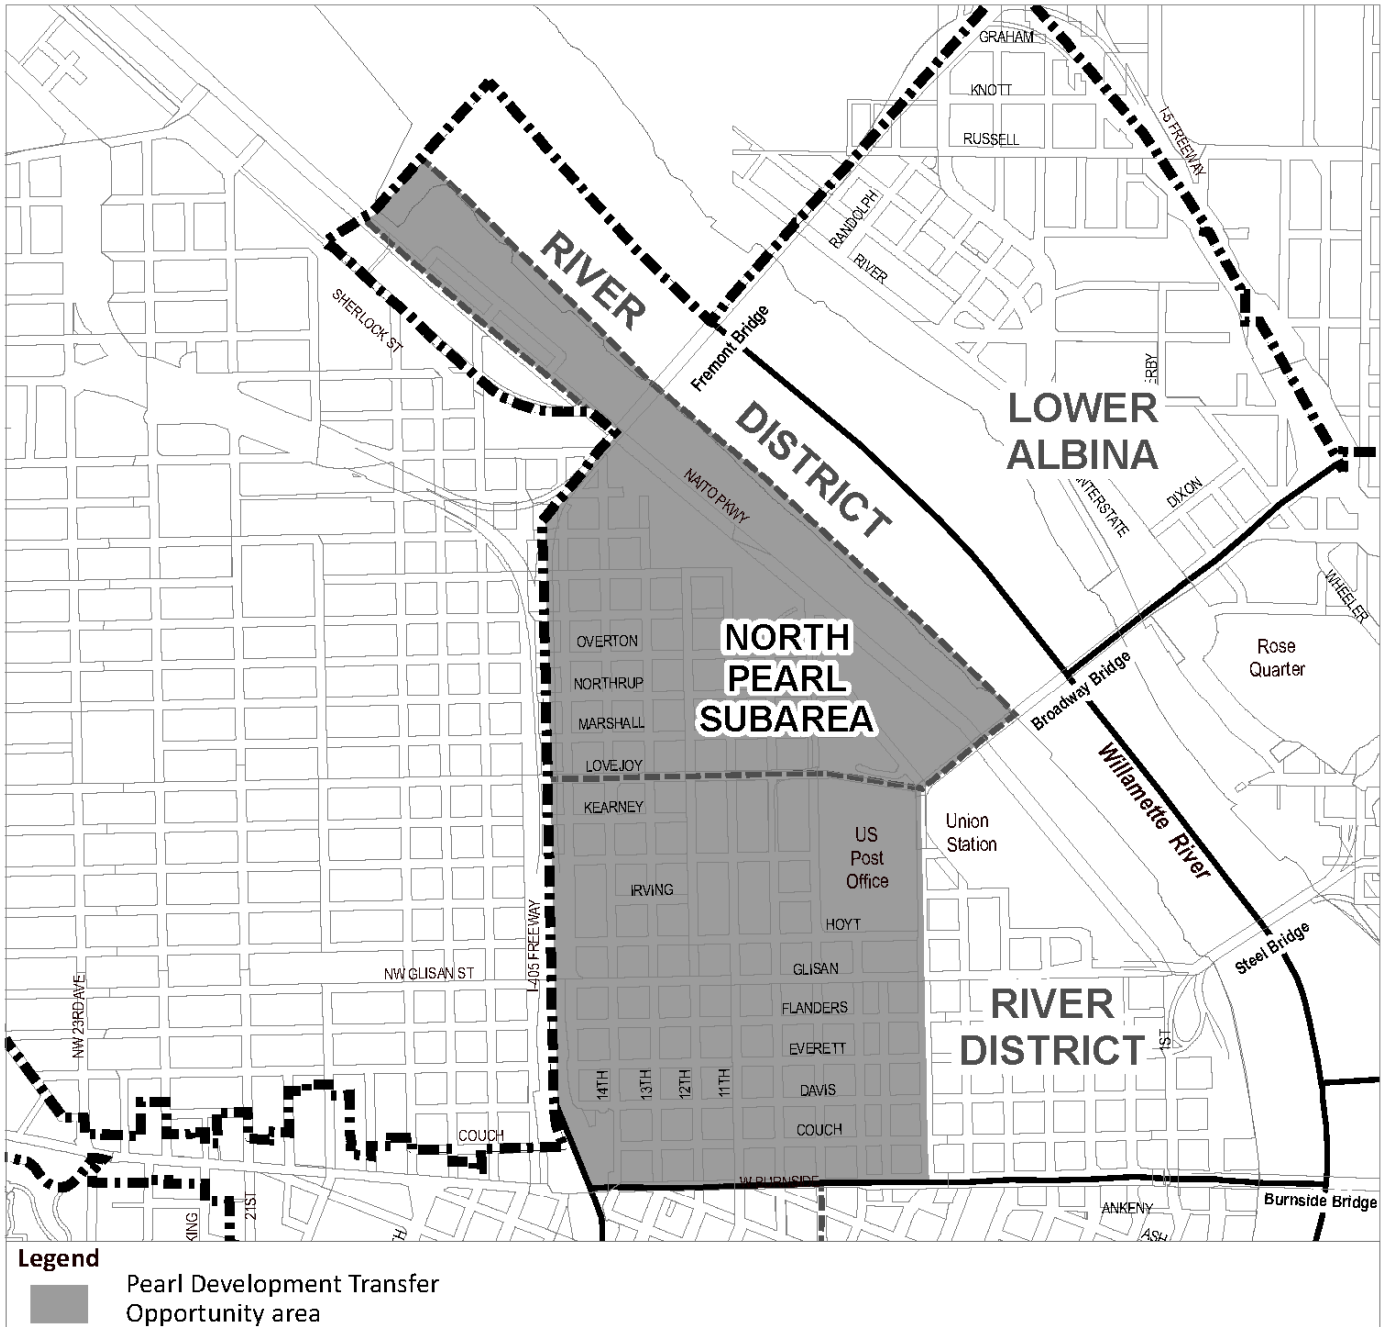 GRAHAM
KNOTT
RUSSELL
I-5 FREEWAY
RANDOLPH
RIVER
RIVER
SHERLOCK ST
Fremont Bridge
LOWER
ALBINA
DISTRICT
NAITO PKWY
DIXON
WHEELER
OVERTON
NORTH
PEARL
SUBAREA
NORTHRUP
MARSHALL
LOVEJOY
KEARNEY
Rose
Quarter
Broadway Bridge
Willamette River
US
Post
Office
Union
Station
IRVING
HOYT
I-405 FREEWAY
NW GLISAN ST
NW 23RD AVE
GLISAN
FLANDERS
EVERETT
DAVIS
COUCH
14TH
13TH
12TH
11TH
RIVER
DISTRICT
1ST
Steel Bridge
COUCH
W BURNSIDE
Burnside Bridge
ANKENY
KING
21ST
Legend
Pearl Development Transfer
Opportunity area